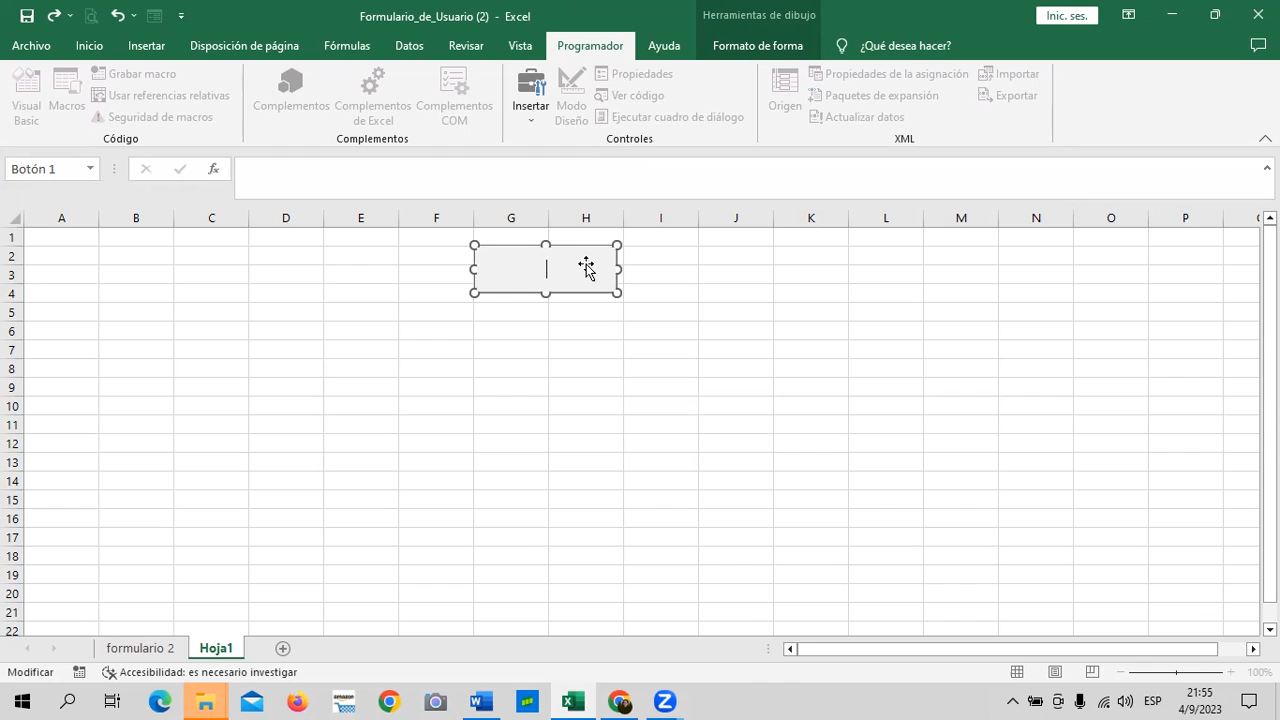 Formulario_de_Usuario (2) - Excel
Herramientas de dibujo
Inic. ses.
Archivo Inicio Insertar Disposición de página Fórmulas Datos Revisar Vista Programador Ayuda Formato de forma ¿Qué desea hacer?
Visual Basic
Macros
Grabar macro
Usar referencias relativas
Seguridad de macros
Código
Complementos
Complementos de Excel
Complementos COM
Complementos
Insertar
Modo Diseño
Propiedades
Ver código
Ejecutar cuadro de diálogo
Controles
Origen
Propiedades de la asignación
Paquetes de expansión
Actualizar datos
Importar
Exportar
XML
Botón 1
fx
A B C D E F G H I J K L M N O P
1
2
3
4
5
6
7
8
9
10
11
12
13
14
15
16
17
18
19
20
21
22
formulario 2 Hoja1
Modificar Accesibilidad: es necesario investigar 100%
ESP
21:55
4/9/2023